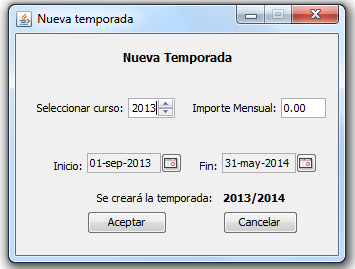 Nueva temporada
Nueva Temporada
Seleccionar curso: 2013 Importe Mensual: 0.00
Inicio: 01-sep-2013 Fin: 31-may-2014
Se creará la temporada: 2013/2014
Aceptar Cancelar